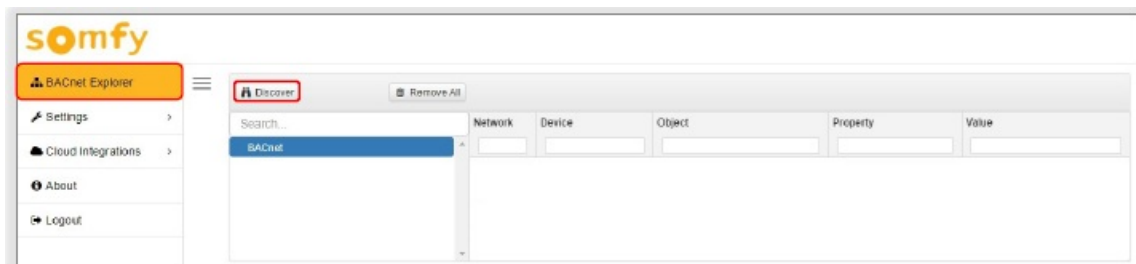 somfy
BACnet Explorer
Discover
Remove All
Settings
Search...
Network
Device
Object
Property
Value
BACnet
Cloud Integrations
About
Logout